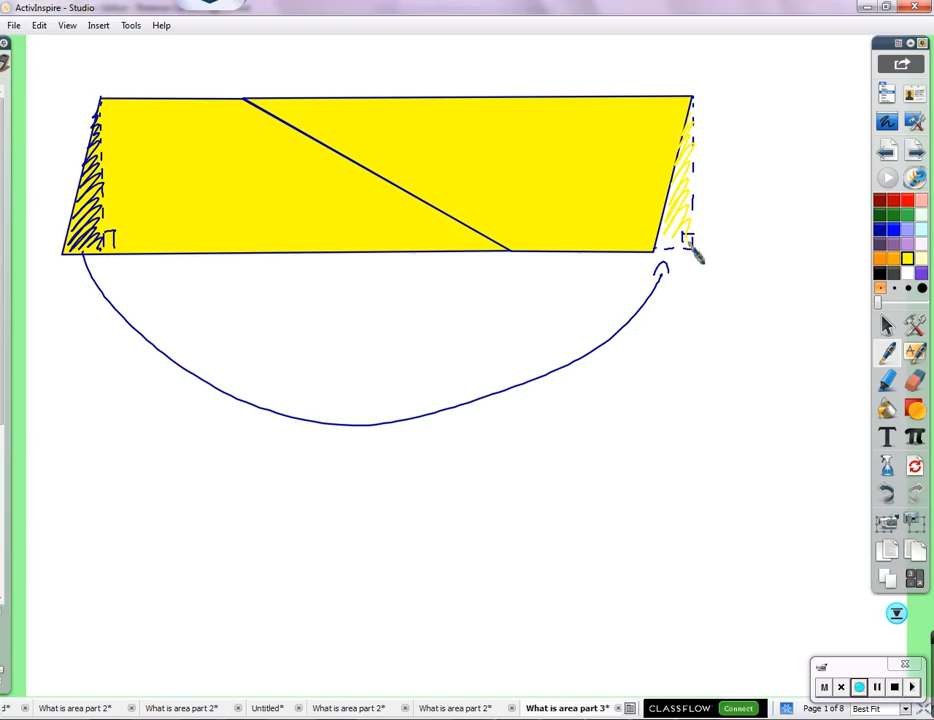 ActivInspire - Studio
File Edit View Insert Tools Help
What is area part 2* What is area part 2* Untitled* What is area part 2* What is area part 2* What is area part 3* CLASSFLOW Connect Page 1 of 8 Best Fit